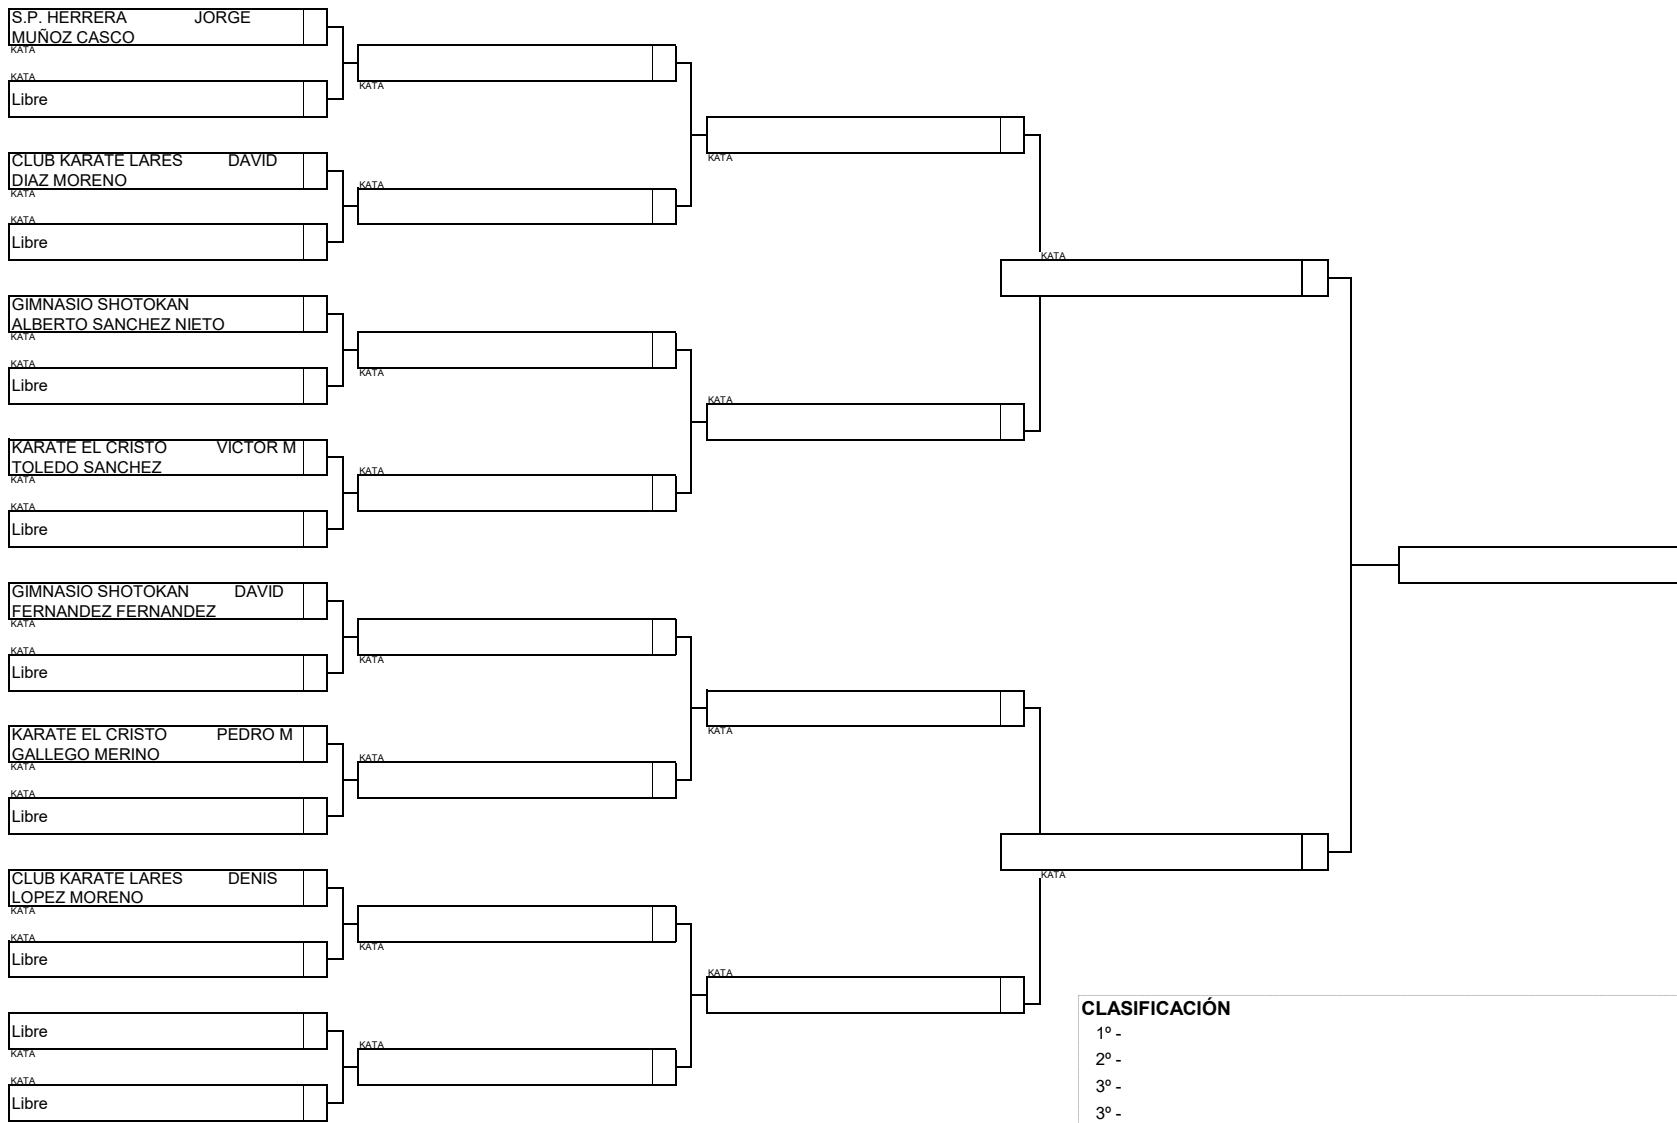 S.P. HERRERA JORGE
MUÑOZ CASCO
KATA
KATA
Libre
CLUB KARATE LARES DAVID
DIAZ MORENO
KATA
KATA
Libre
GIMNASIO SHOTOKAN
ALBERTO SANCHEZ NIETO
KATA
KATA
Libre
KARATE EL CRISTO VICTOR M
TOLEDO SANCHEZ
KATA
KATA
Libre
GIMNASIO SHOTOKAN DAVID
FERNANDEZ FERNANDEZ
KATA
KATA
Libre
KARATE EL CRISTO PEDRO M
GALLEGO MERINO
KATA
KATA
Libre
CLUB KARATE LARES DENIS
LOPEZ MORENO
KATA
KATA
Libre
Libre
KATA
KATA
Libre
KATA
KATA
KATA
KATA
KATA
KATA
KATA
KATA
KATA
KATA
KATA
KATA
KATA
KATA
CLASIFICACIÓN
1º -
2º -
3º -
3º -